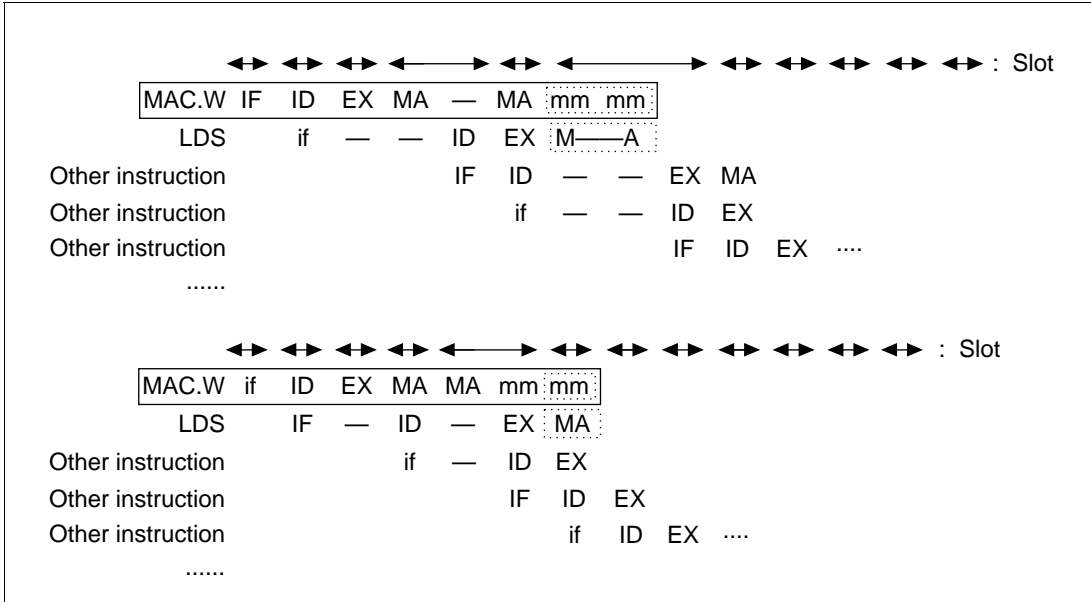 : Slot
MAC.W IF ID EX MA — MA mm mm
LDS if — — ID EX M——A
Other instruction IF ID — — EX MA
Other instruction if — — ID EX
Other instruction IF ID EX ....
......
: Slot
MAC.W if ID EX MA MA mm mm
LDS IF — ID — EX MA
Other instruction if — ID EX
Other instruction IF ID EX
Other instruction if ID EX ....
......